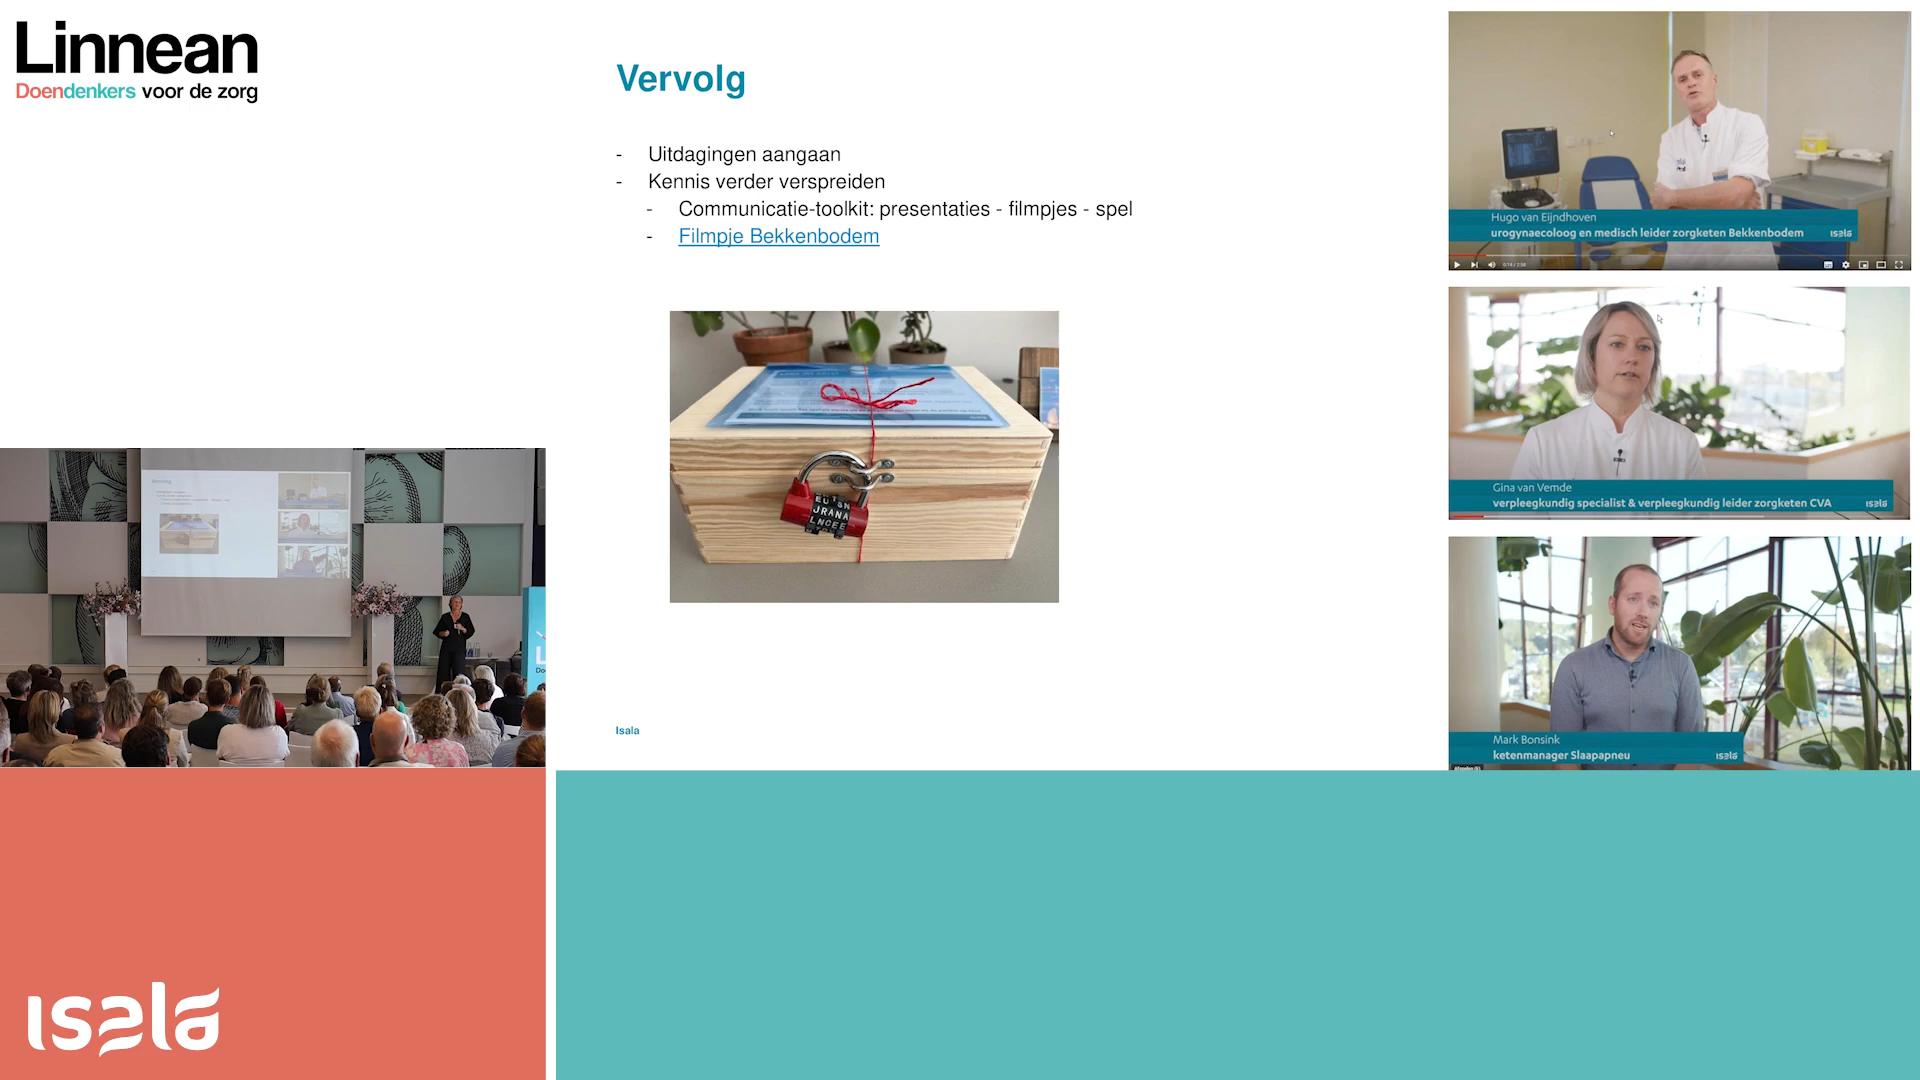 Linnean
Doendenkers voor de zorg
Vervolg
- Uitdagingen aangaan
- Kennis verder verspreiden
- Communicatie-toolkit: presentaties - filmpjes - spel
- Filmpje Bekkenbodem
Isala
Hugo van Eijndhoven
urogynaecoloog en medisch leider zorgketen Bekkenbodem
isala
Gina van Vemde
verpleegkundig specialist & verpleegkundig leider zorgketen CVA
isala
Mark Bonsink
ketenmanager Slaapapneu
isala
isala